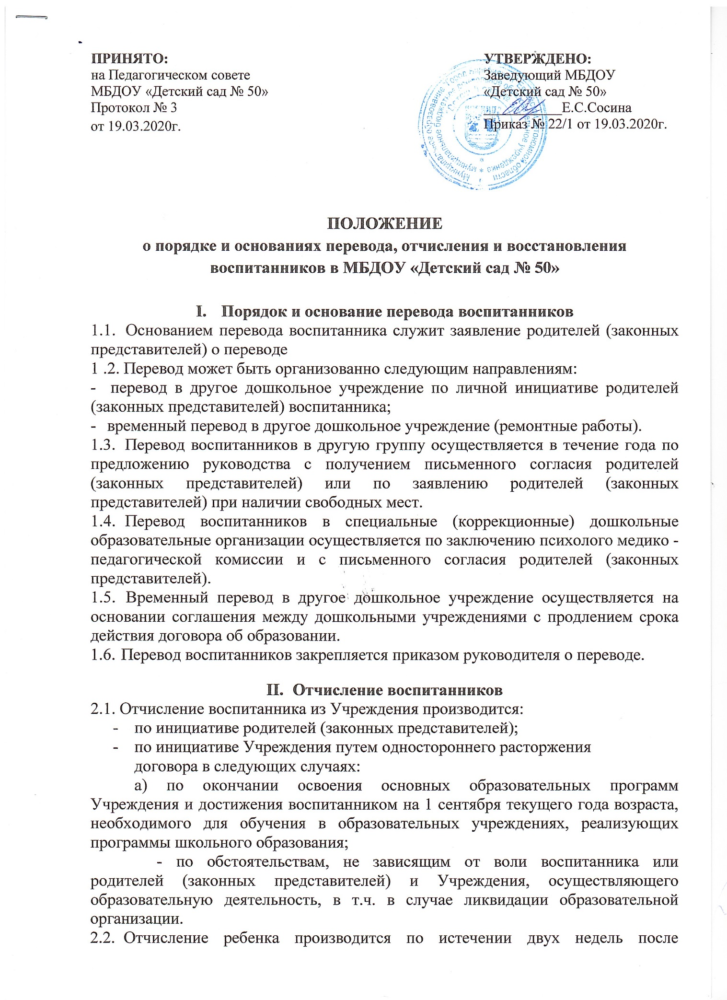 ПРИНЯТО:
на Педагогическом совете
МБДОУ «Детский сад № 50»
Протокол № 3
от 19.03.2020г.
УТВЕРЖДЕНО:
Заведующий МБДОУ
«Детский сад № 50»
___________Е.С.Сосина
Приказ № 22/1 от 19.03.2020г.
ПОЛОЖЕНИЕ
о порядке и основаниях перевода, отчисления и восстановления
воспитанников в МБДОУ «Детский сад № 50»
I. Порядок и основание перевода воспитанников
1.1. Основанием перевода воспитанника служит заявление родителей (законных
представителей) о переводе
1 .2. Перевод может быть организованно следующим направлениям:
- перевод в другое дошкольное учреждение по личной инициативе родителей
(законных представителей) воспитанника;
- временный перевод в другое дошкольное учреждение (ремонтные работы).
1.3. Перевод воспитанников в другую группу осуществляется в течение года по
предложению руководства с получением письменного согласия родителей
(законных представителей) или по заявлению родителей (законных
представителей) при наличии свободных мест.
1.4. Перевод воспитанников в специальные (коррекционные) дошкольные
образовательные организации осуществляется по заключению психолого медико -
педагогической комиссии и с письменного согласия родителей (законных
представителей).
1.5. Временный перевод в другое дошкольное учреждение осуществляется на
основании соглашения между дошкольными учреждениями с продлением срока
действия договора об образовании.
1.6. Перевод воспитанников закрепляется приказом руководителя о переводе.
II. Отчисление воспитанников
2.1. Отчисление воспитанника из Учреждения производится:
- по инициативе родителей (законных представителей);
- по инициативе Учреждения путем одностороннего расторжения
договора в следующих случаях:
а) по окончании освоения основных образовательных программ
Учреждения и достижения воспитанником на 1 сентября текущего года возраста,
необходимого для обучения в образовательных учреждениях, реализующих
программы школьного образования;
- по обстоятельствам, не зависящим от воли воспитанника или
родителей (законных представителей) и Учреждения, осуществляющего
образовательную деятельность, в т.ч. в случае ликвидации образовательной
организации.
2.2. Отчисление ребенка производится по истечении двух недель после